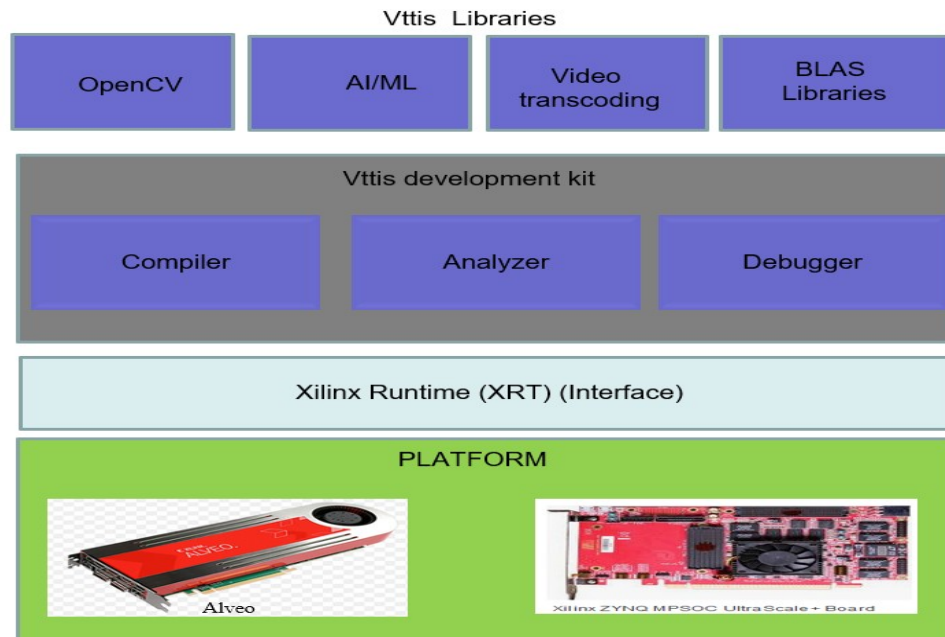 Vttis Libraries
OpenCV
AI/ML
Video
transcoding
BLAS
Libraries
Vttis development kit
Compiler
Analyzer
Debugger
Xilinx Runtime (XRT) (Interface)
PLATFORM
ALVEO
Alveo
Xilinx ZYNQ MPSOC UltraScale+ Board